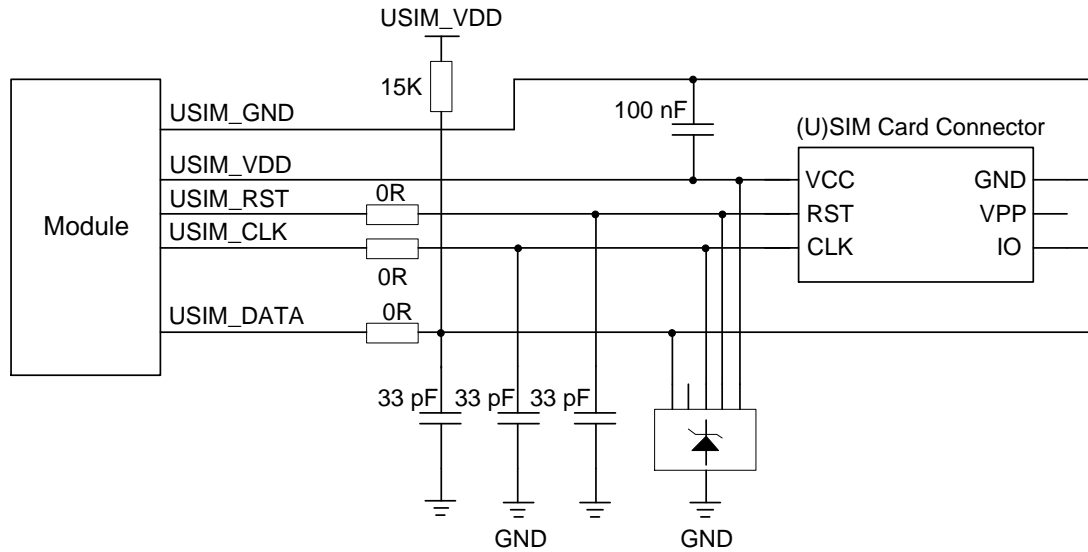 USIM_VDD
15K
USIM_GND
100 nF
(U)SIM Card Connector
USIM_VDD
VCC
GND
USIM_RST
0R
RST
VPP
Module
USIM_CLK
CLK
IO
0R
USIM_DATA
0R
33 pF
33 pF
33 pF
GND
GND